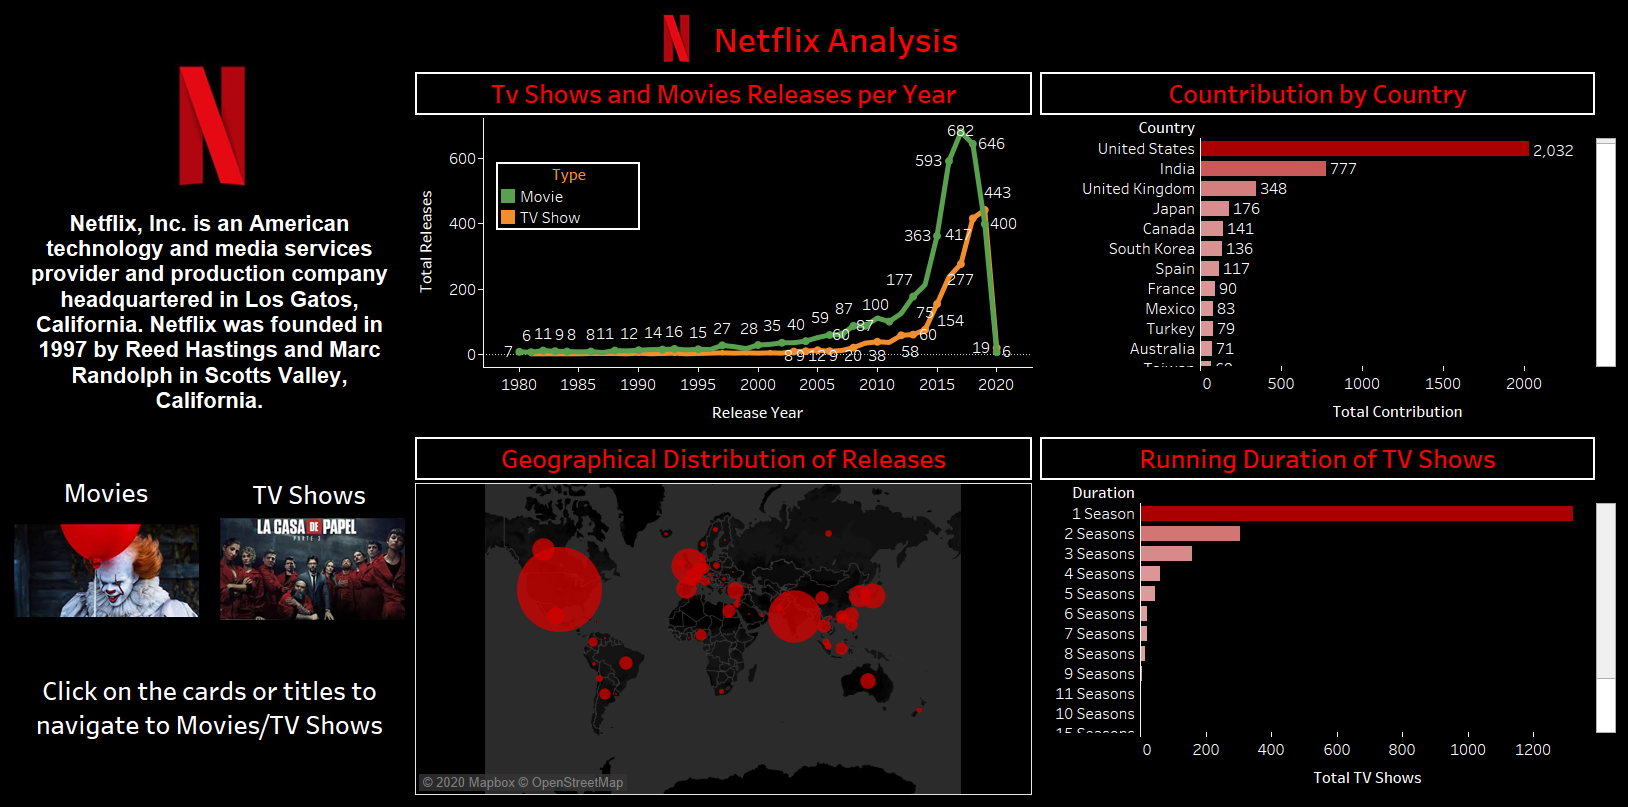 Netflix Analysis
Netflix, Inc. is an American
technology and media services
provider and production company
headquartered in Los Gatos,
California. Netflix was founded in
1997 by Reed Hastings and Marc
Randolph in Scotts Valley,
California.
Movies
TV Shows
LA CASA DE PAPEL
PARTE 3
Click on the cards or titles to
navigate to Movies/TV Shows
Tv Shows and Movies Releases per Year
Total Releases
600
400
200
0
Type
Movie
TV Show
682
646
593
443
363 417 400
177 277
59 87 100 75 154
6 11 9 8 8 11 12 14 16 15 27 28 35 40 60 87 60
7 8 9 12 9 20 38 58 19 6
1980 1985 1990 1995 2000 2005 2010 2015 2020
Release Year
Countribution by Country
Country
United States 2,032
India 777
United Kingdom 348
Japan 176
Canada 141
South Korea 136
Spain 117
France 90
Mexico 83
Turkey 79
Australia 71
0 500 1000 1500 2000
Total Contribution
Geographical Distribution of Releases
© 2020 Mapbox © OpenStreetMap
Running Duration of TV Shows
Duration
1 Season
2 Seasons
3 Seasons
4 Seasons
5 Seasons
6 Seasons
7 Seasons
8 Seasons
9 Seasons
11 Seasons
10 Seasons
0 200 400 600 800 1000 1200
Total TV Shows